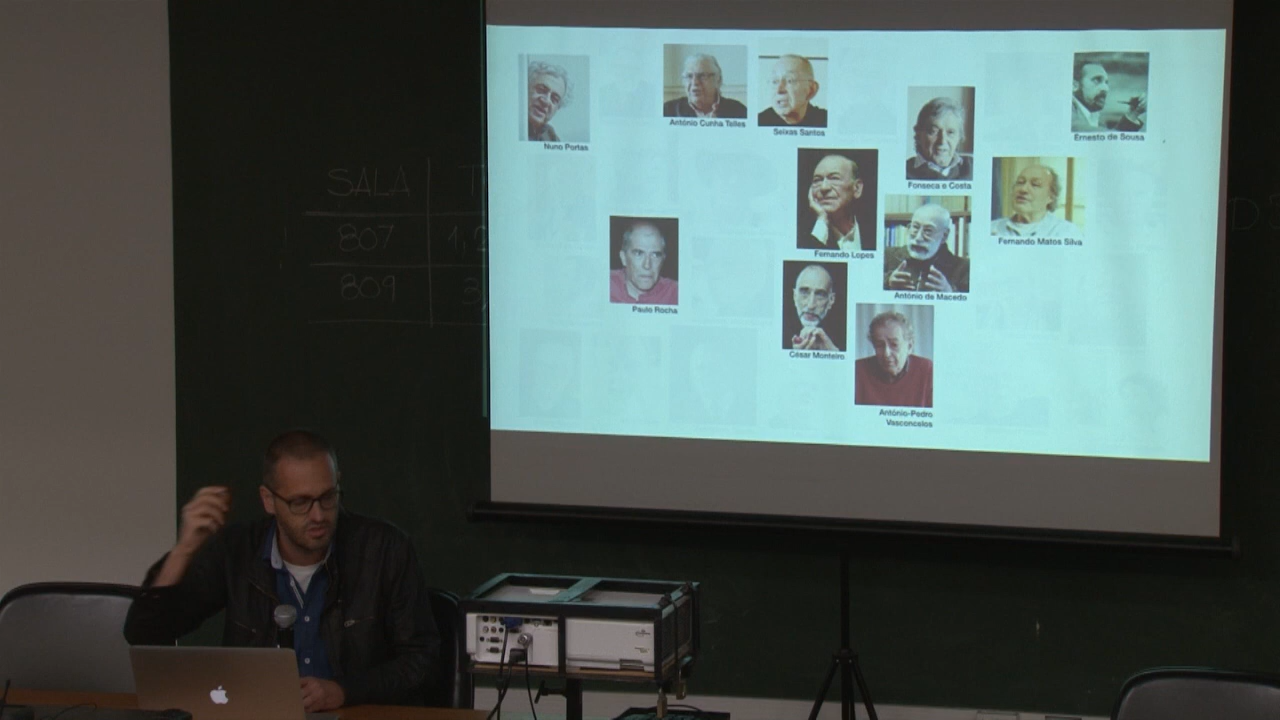 Nuno Portas
António Cunha Telles
Seixas Santos
Ernesto de Sousa
Fonseca e Costa
Fernando Lopes
Fernando Matos Silva
António de Macedo
Paulo Rocha
César Monteiro
António-Pedro
Vasconcelos
SALA
807
809